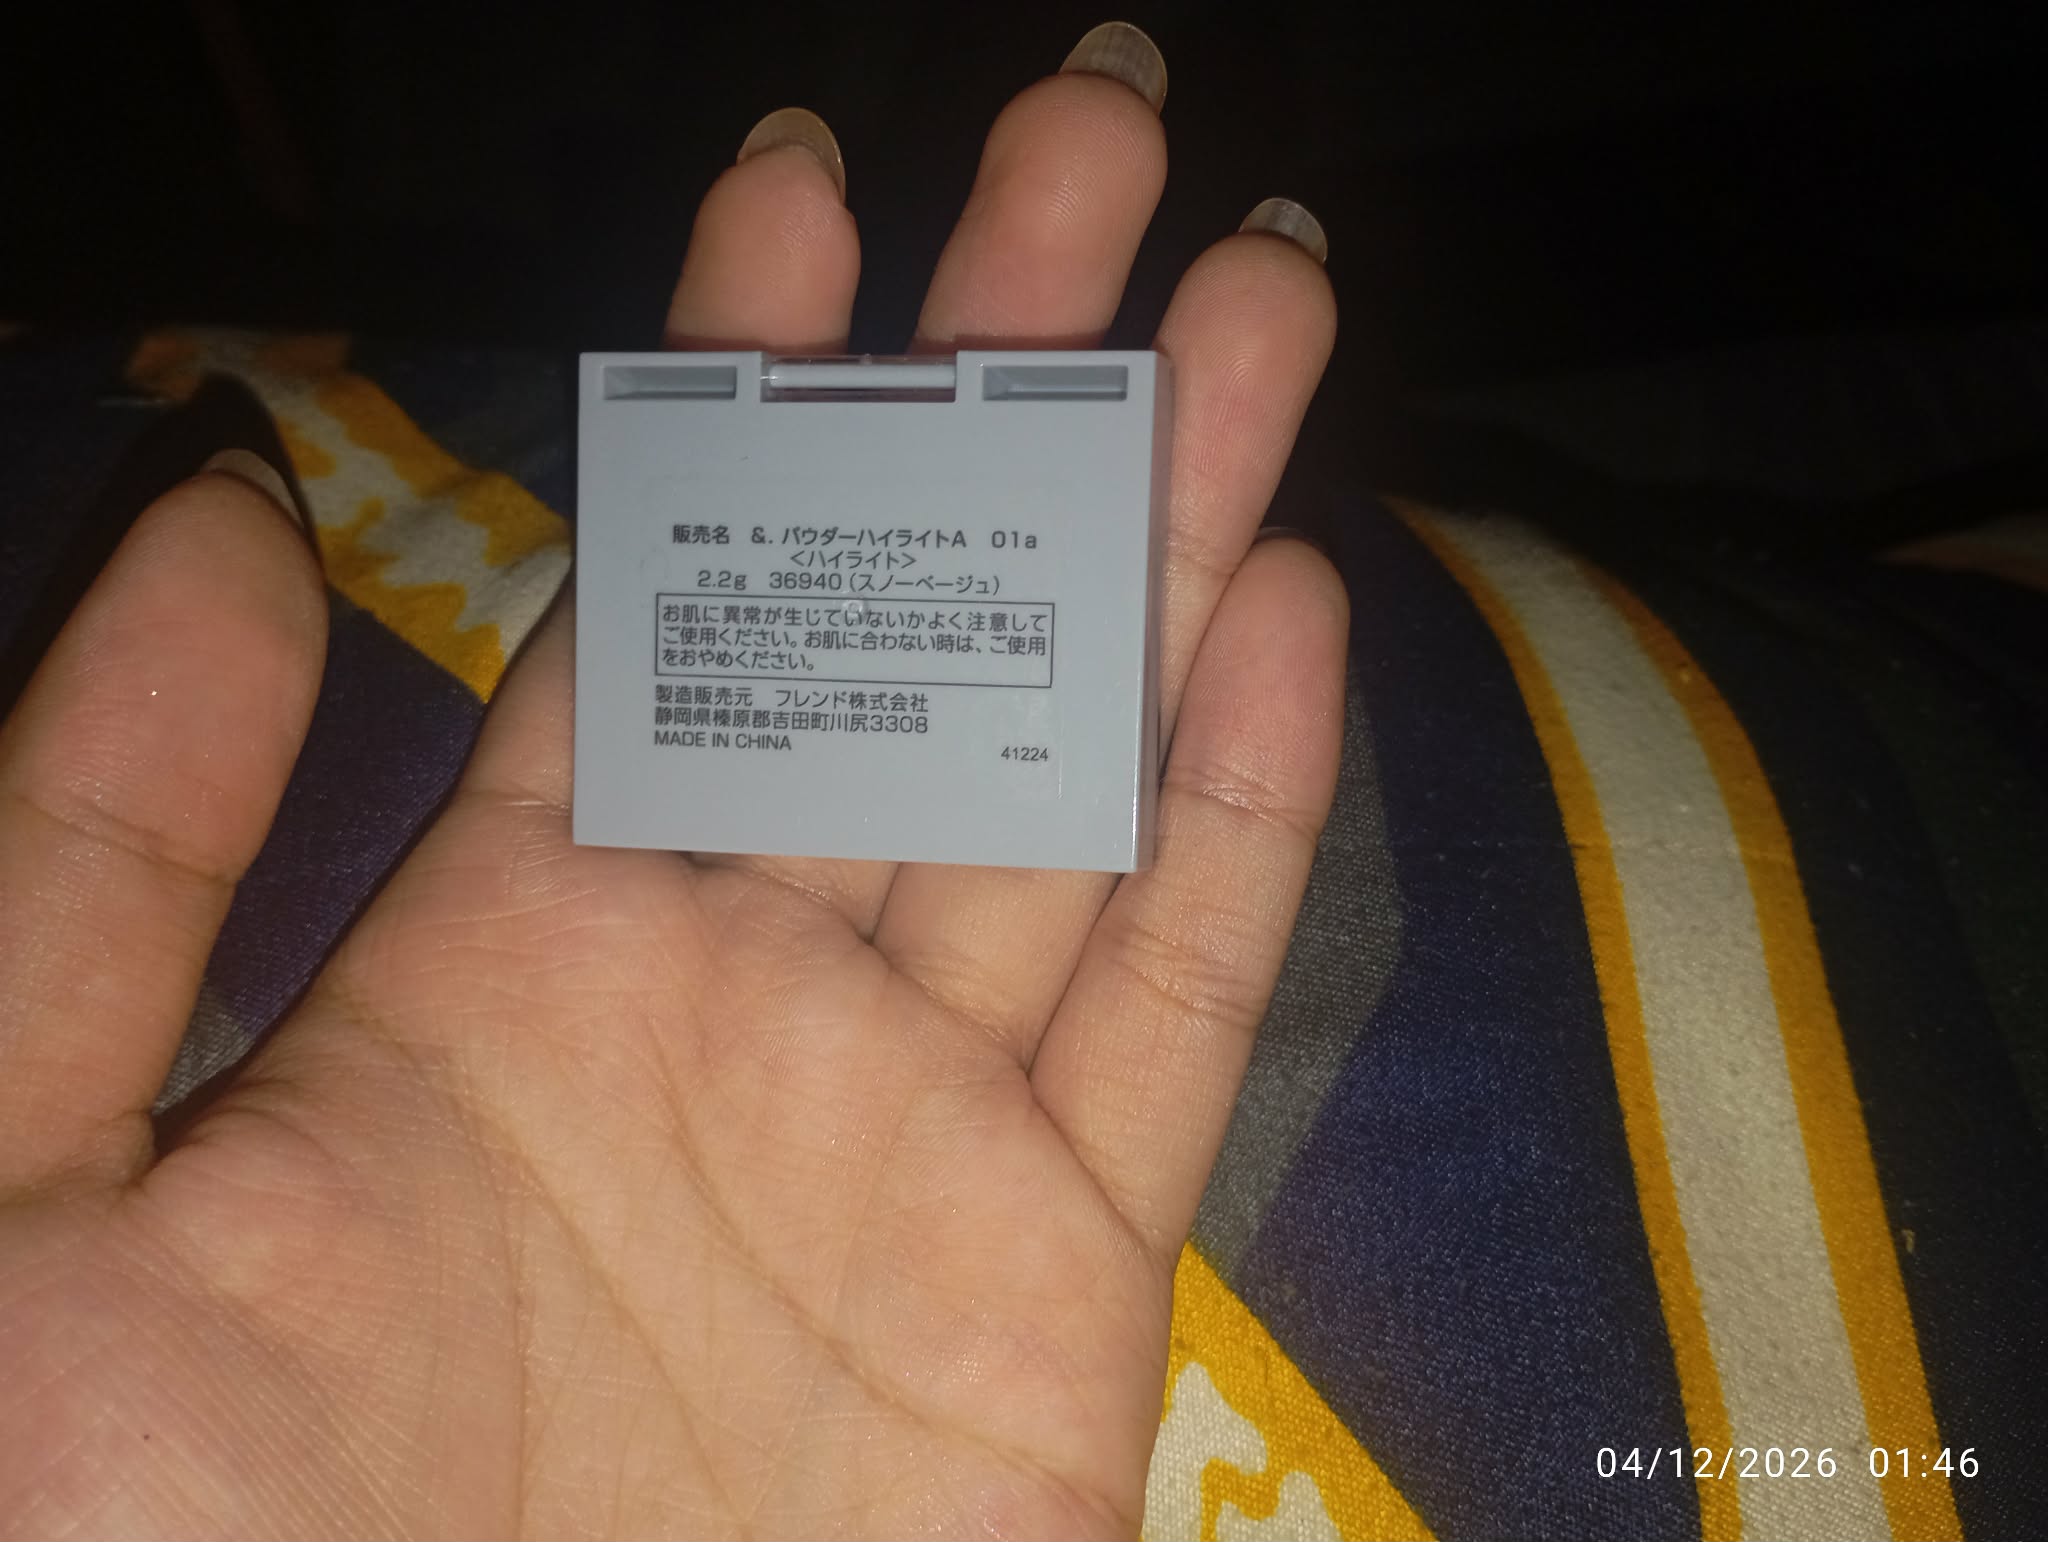 販売名 &. パウダーハイライトA 01a
<ハイライト>
2.2g 36940(スノーベージュ)
お肌に異常が生じていないかよく注意して
ご使用ください。お肌に合わない時は、ご使用
をおやめください。
製造販売元 フレンド株式会社
静岡県榛原郡吉田町川尻3308
MADE IN CHINA
41224
04/12/2026 01:46